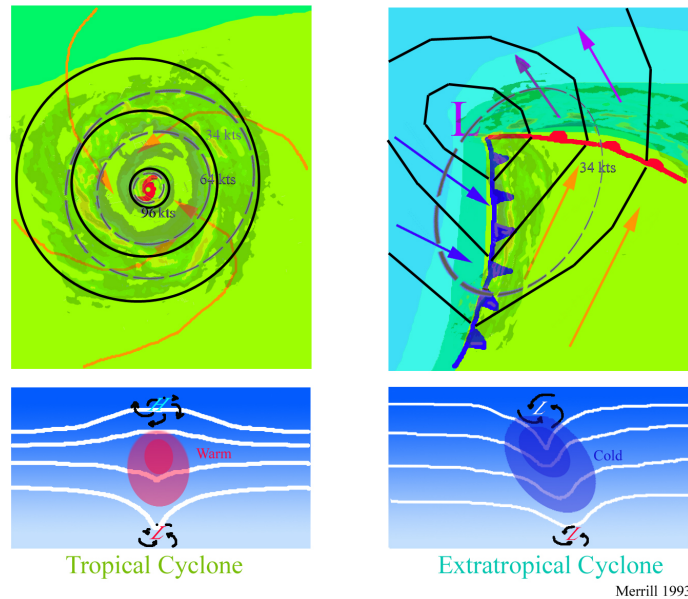 34 kts
64 kts
96 kts
L
34 kts
H
Warm
L
L
Cold
L
Tropical Cyclone
Extratropical Cyclone
Merrill 1993